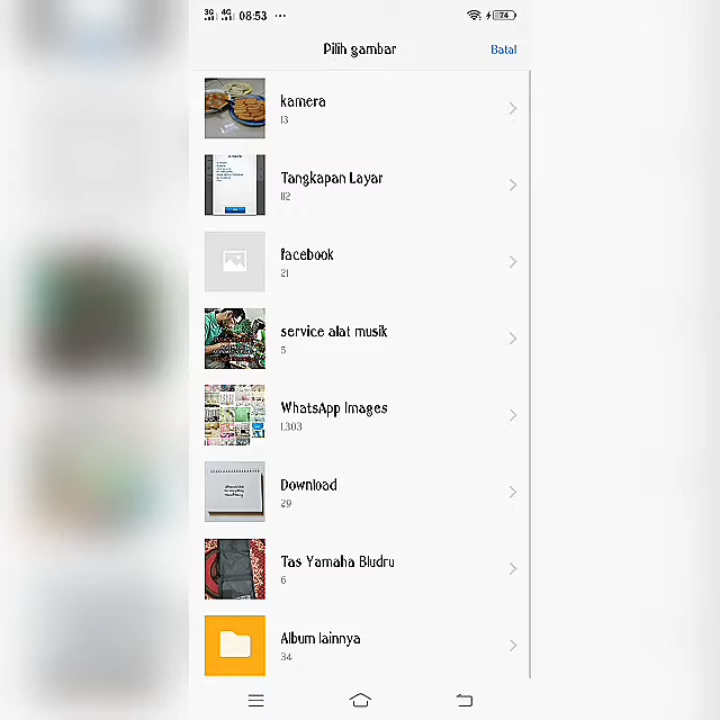 3G 4G 08:53 ... 74
Pilih gambar
Batal
kamera
13
Tangkapan Layar
112
facebook
21
service alat musik
5
WhatsApp Images
1.303
Download
29
Tas Yamaha Bludru
6
Album lainnya
34